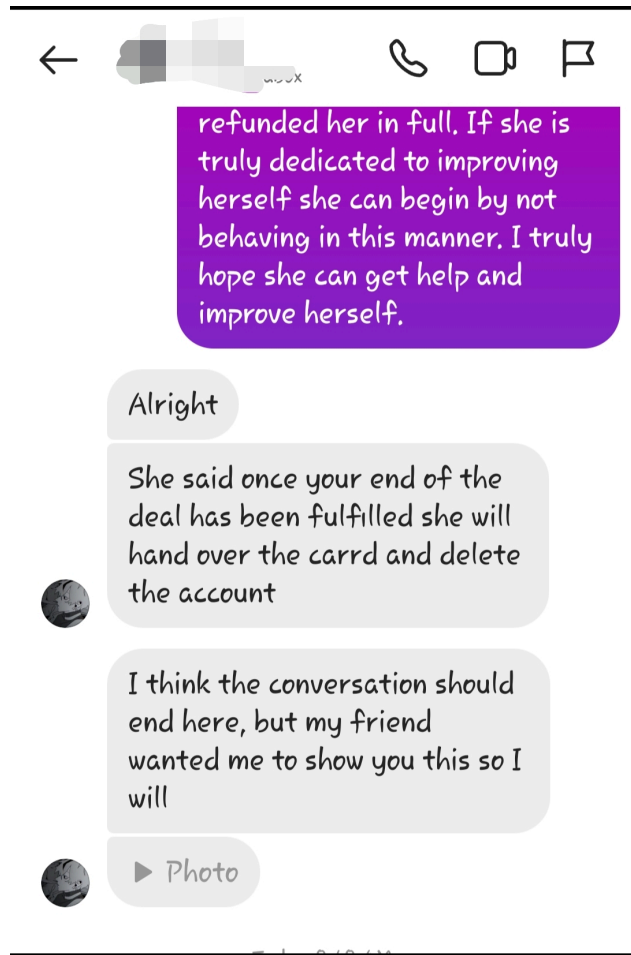 refunded her in full. If she is
truly dedicated to improving
herself she can begin by not
behaving in this manner. I truly
hope she can get help and
improve herself.
Alright
She said once your end of the
deal has been fulfilled she will
hand over the carrd and delete
the account
I think the conversation should
end here, but my friend
wanted me to show you this so I
will
Photo